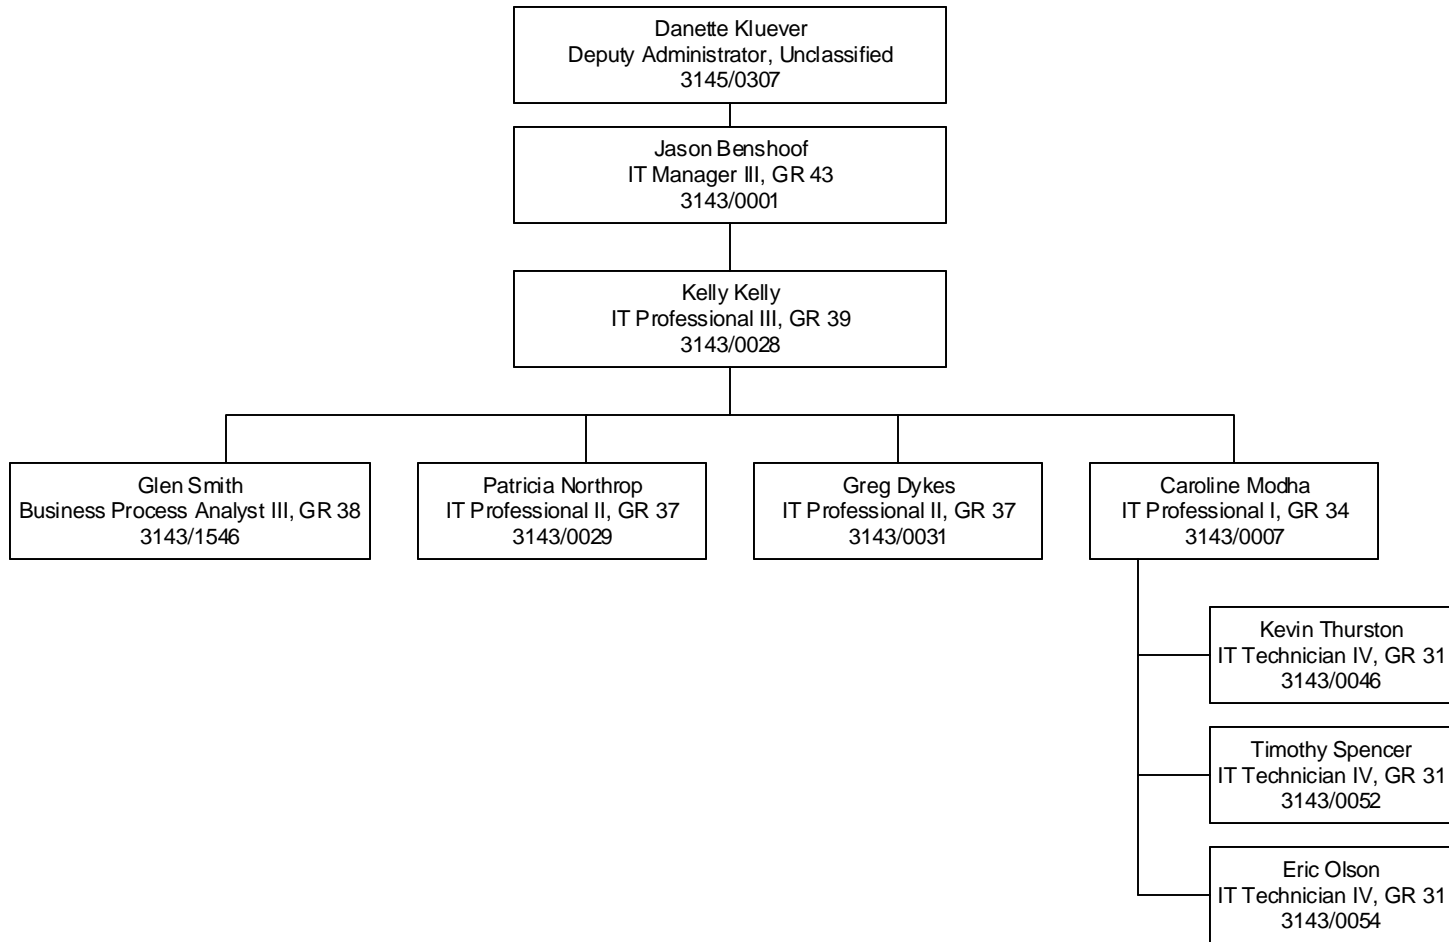 Danette Kluever
Deputy Administrator, Unclassified
3145/0307
Jason Benshoof
IT Manager III, GR 43
3143/0001
Kelly Kelly
IT Professional III, GR 39
3143/0028
Glen Smith
Business Process Analyst III, GR 38
3143/1546
Patricia Northrop
IT Professional II, GR 37
3143/0029
Greg Dykes
IT Professional II, GR 37
3143/0031
Caroline Modha
IT Professional I, GR 34
3143/0007
Kevin Thurston
IT Technician IV, GR 31
3143/0046
Timothy Spencer
IT Technician IV, GR 31
3143/0052
Eric Olson
IT Technician IV, GR 31
3143/0054